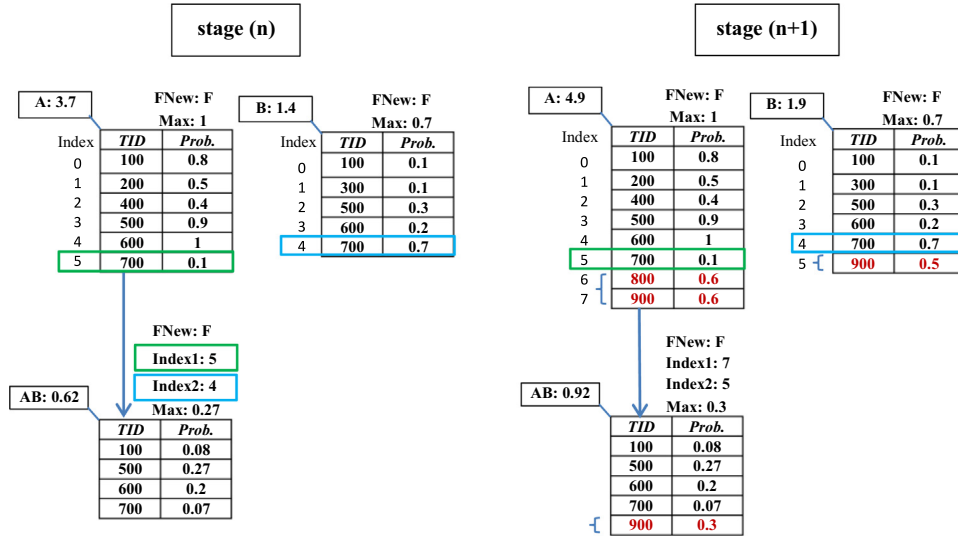 stage (n)
A: 3.7
FNew: F
Max: 1
Index TID Prob.
0 100 0.8
1 200 0.5
2 400 0.4
3 500 0.9
4 600 1
5 700 0.1
B: 1.4
FNew: F
Max: 0.7
Index TID Prob.
0 100 0.1
1 300 0.1
2 500 0.3
3 600 0.2
4 700 0.7
FNew: F
Index1: 5
Index2: 4
AB: 0.62
Max: 0.27
TID Prob.
100 0.08
500 0.27
600 0.2
700 0.07
stage (n+1)
A: 4.9
FNew: F
Max: 1
Index TID Prob.
0 100 0.8
1 200 0.5
2 400 0.4
3 500 0.9
4 600 1
5 700 0.1
6 800 0.6
7 900 0.6
B: 1.9
FNew: F
Max: 0.7
Index TID Prob.
0 100 0.1
1 300 0.1
2 500 0.3
3 600 0.2
4 700 0.7
5 900 0.5
FNew: F
Index1: 7
Index2: 5
AB: 0.92
Max: 0.3
TID Prob.
100 0.08
500 0.27
600 0.2
700 0.07
900 0.3